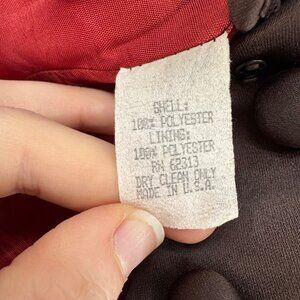 SHELL:
100% POLYESTER
LINING:
100% POLYESTER
RN 62313
DRY CLEAN ONLY
MADE IN U.S.A.